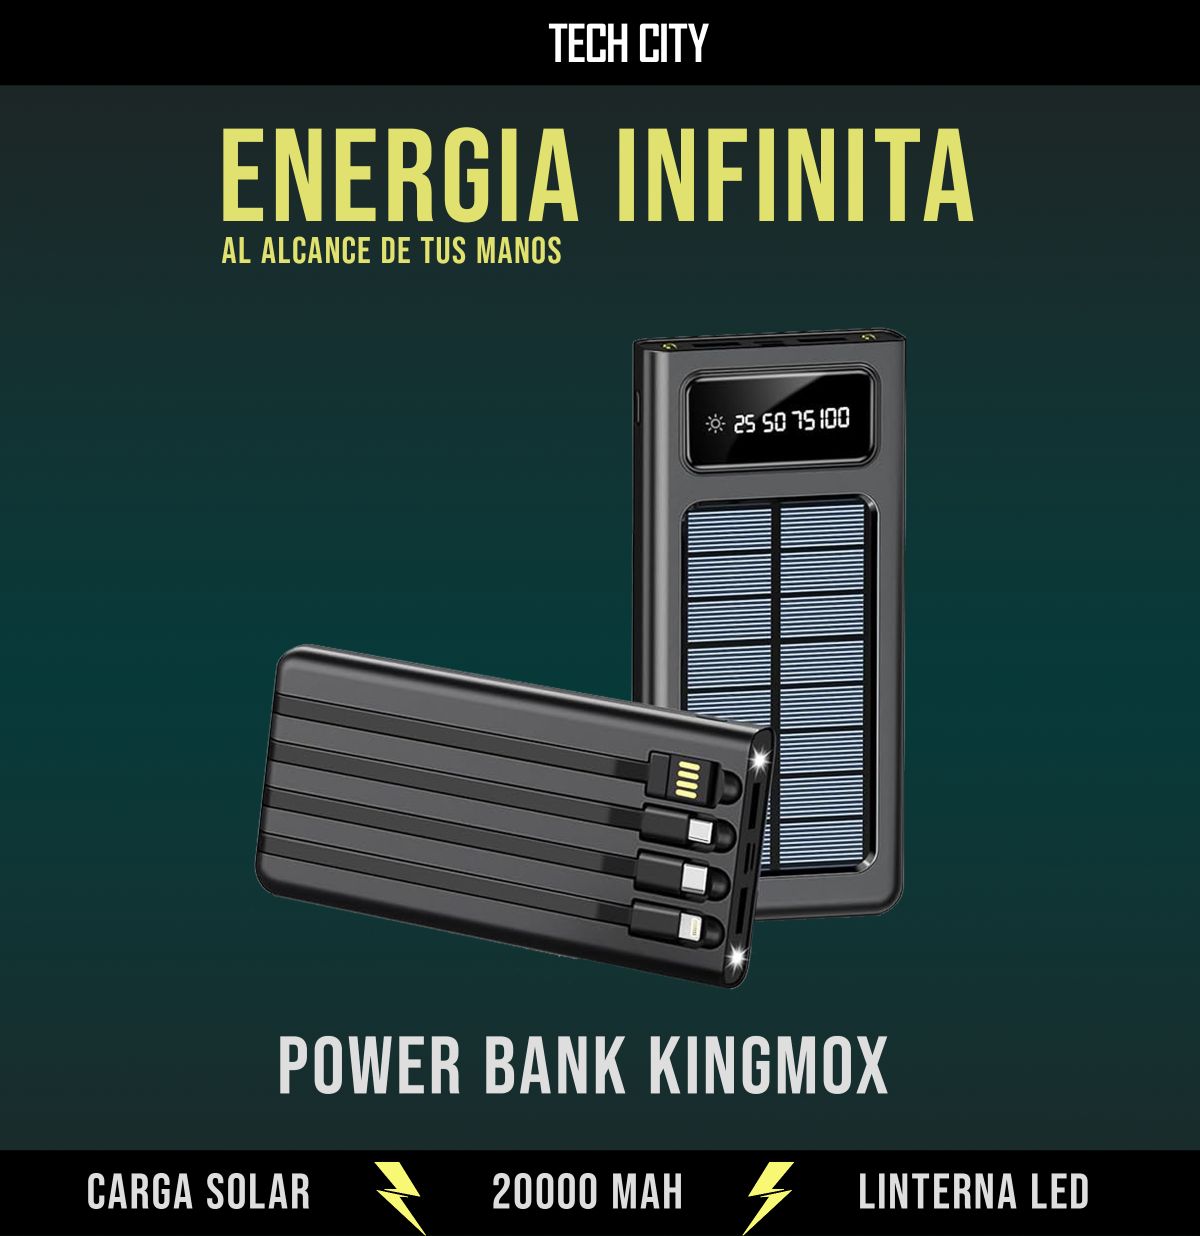 TECH CITY
ENERGIA INFINITA
AL ALCANCE DE TUS MANOS
25 50 75 100
POWER BANK KINGMOX
CARGA SOLAR
20000 MAH
LINTERNA LED